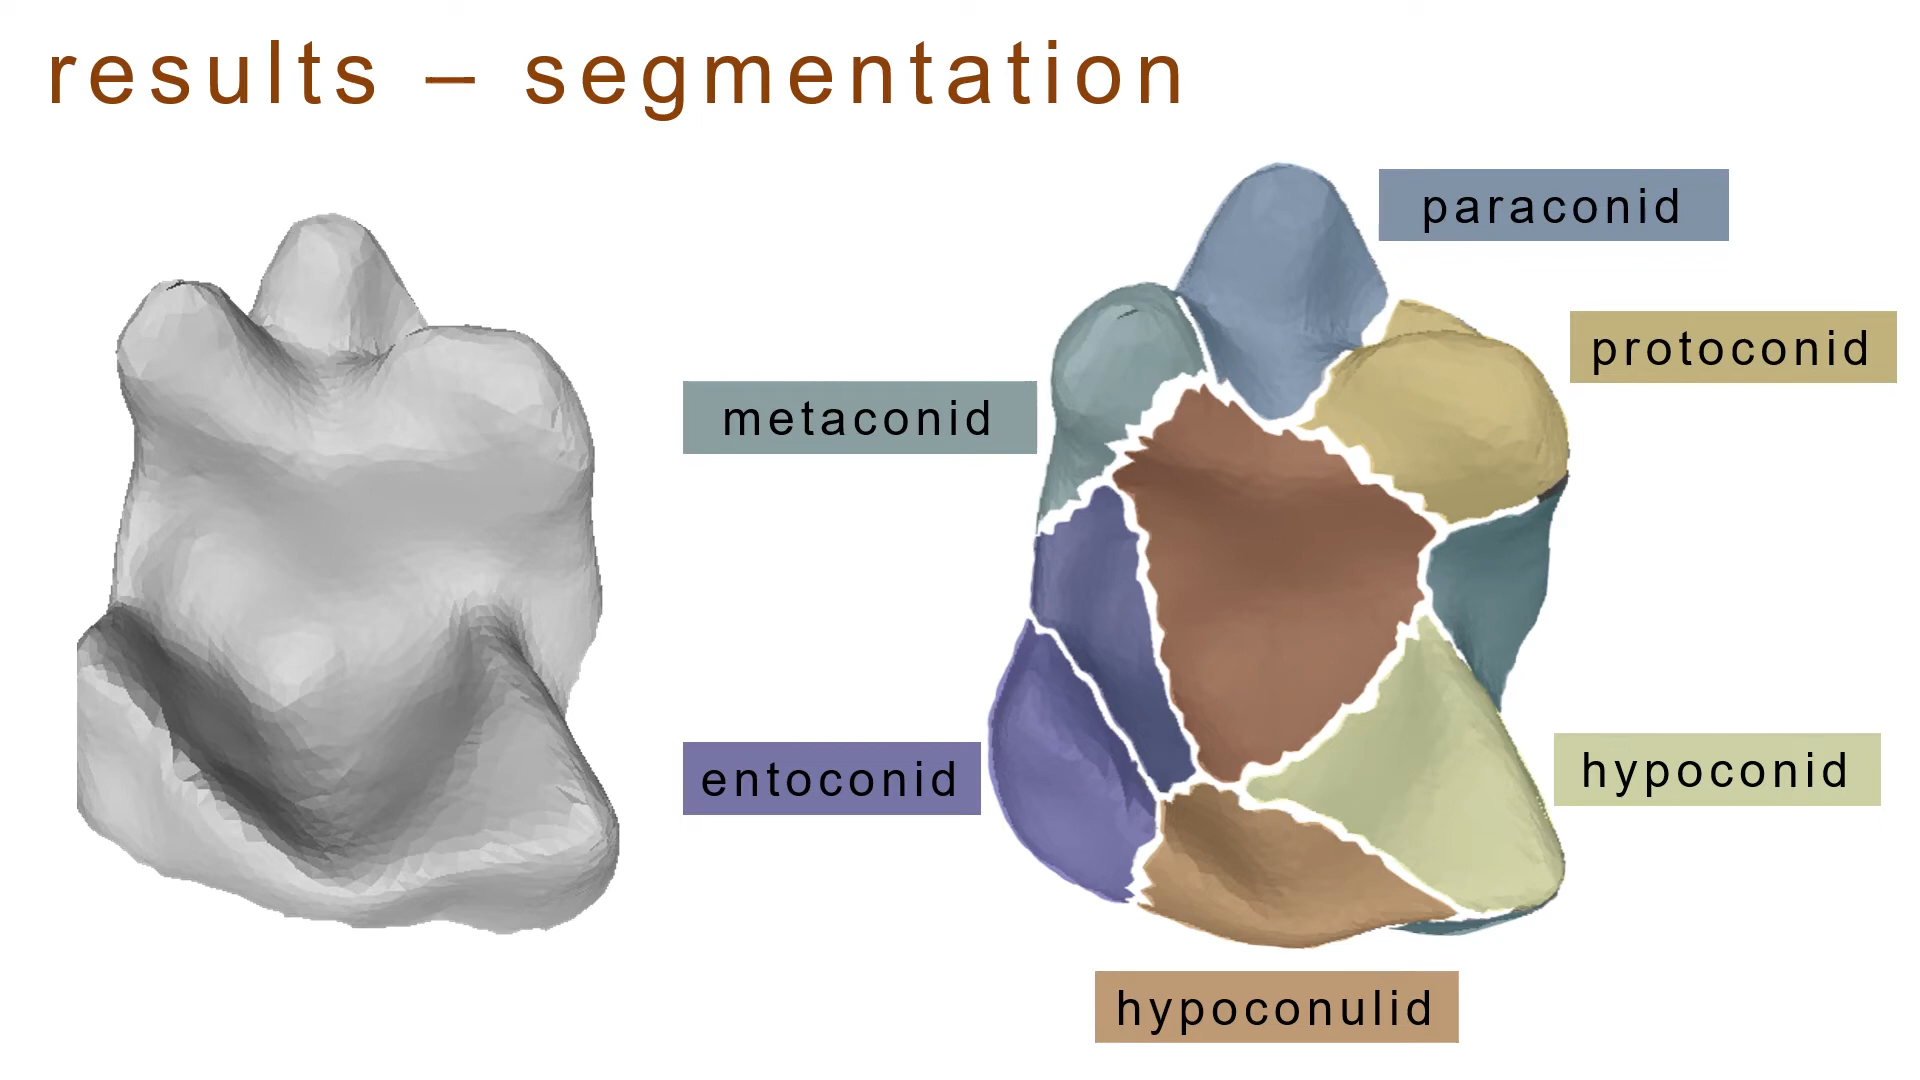 results – segmentation
paraconid
protoconid
metaconid
entoconid
hypoconid
hypoconulid